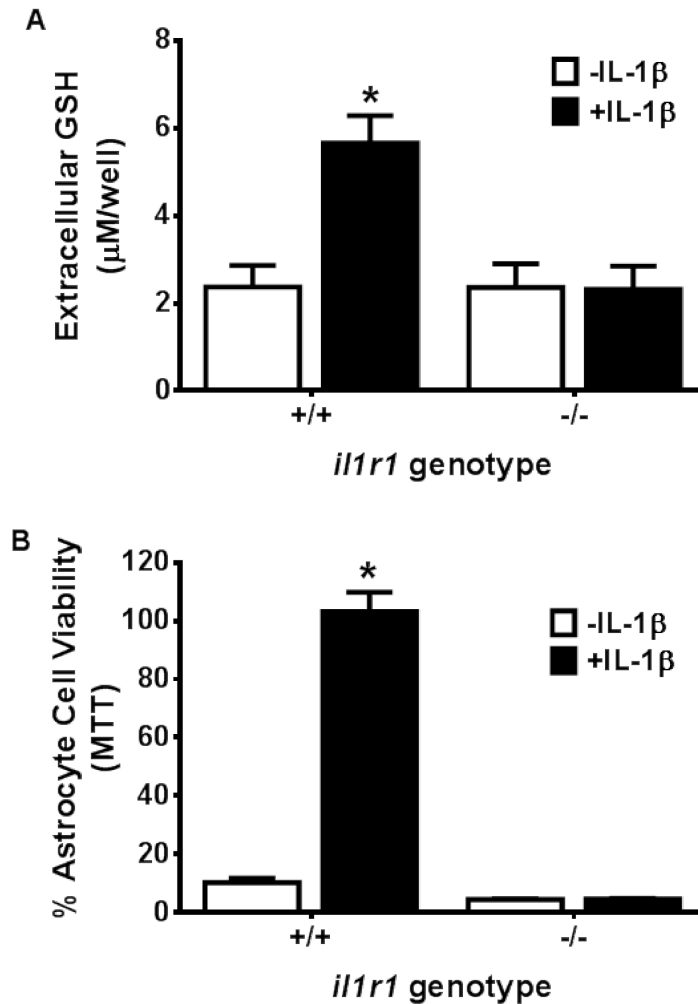 A
Extracellular GSH
(µM/well)
8
6
4
2
0
*
-IL-1β
+IL-1β
+/+
-/-
il1r1 genotype
B
% Astrocyte Cell Viability
(MTT)
120
100
80
60
40
20
0
*
-IL-1β
+IL-1β
+/+
-/-
il1r1 genotype